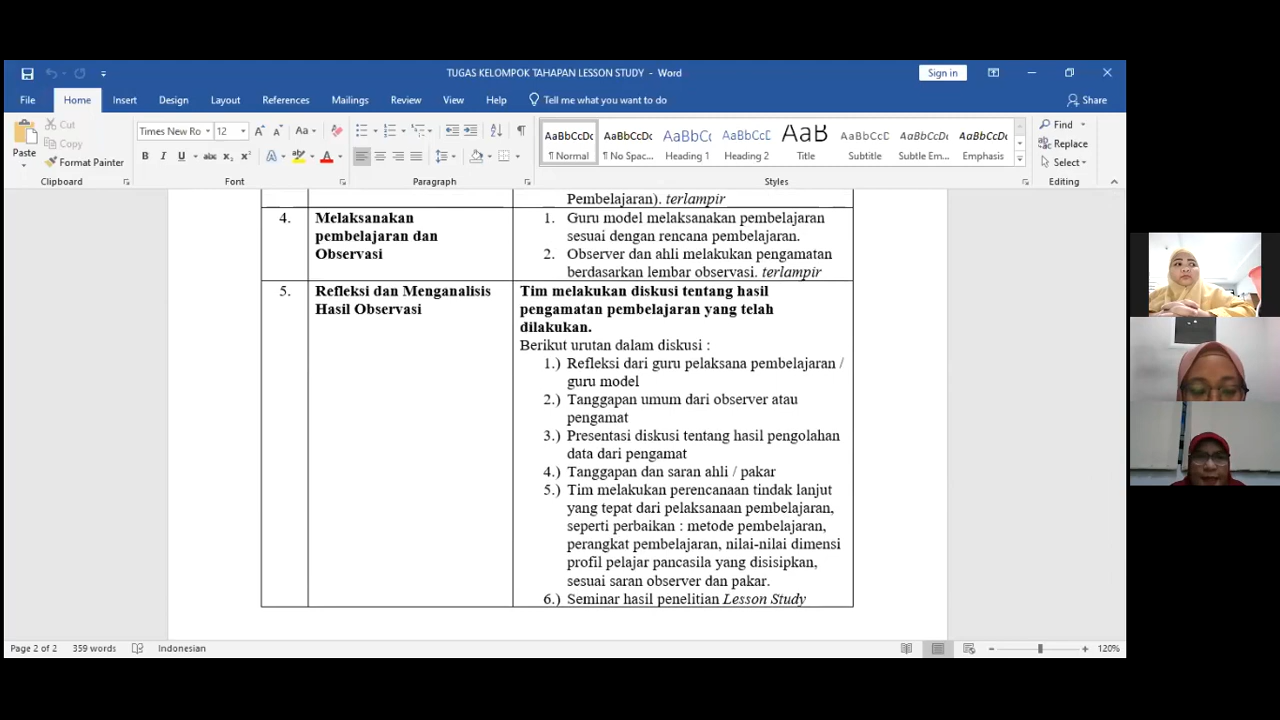 TUGAS KELOMPOK TAHAPAN LESSON STUDY - Word
Sign in
File Home Insert Design Layout References Mailings Review View Help Tell me what you want to do Share
Paste
Cut
Copy
Format Painter
Clipboard
Times New Ro 12
Font
Paragraph
AaBbCcDc AaBbCcDc AaBbCc AaBbCcC AaB AaBbCcC AaBbCcDc AaBbCcDc
¶ Normal ¶ No Spac... Heading 1 Heading 2 Title Subtitle Subtle Em... Emphasis
Styles
Find
Replace
Select
Editing
Pembelajaran). terlampir
4. Melaksanakan
pembelajaran dan
Observasi
1. Guru model melaksanakan pembelajaran
sesuai dengan rencana pembelajaran.
2. Observer dan ahli melakukan pengamatan
berdasarkan lembar observasi. terlampir
5. Refleksi dan Menganalisis
Hasil Observasi
Tim melakukan diskusi tentang hasil
pengamatan pembelajaran yang telah
dilakukan.
Berikut urutan dalam diskusi :
1.) Refleksi dari guru pelaksana pembelajaran /
guru model
2.) Tanggapan umum dari observer atau
pengamat
3.) Presentasi diskusi tentang hasil pengolahan
data dari pengamat
4.) Tanggapan dan saran ahli / pakar
5.) Tim melakukan perencanaan tindak lanjut
yang tepat dari pelaksanaan pembelajaran,
seperti perbaikan : metode pembelajaran,
perangkat pembelajaran, nilai-nilai dimensi
profil pelajar pancasila yang disisipkan,
sesuai saran observer dan pakar.
6.) Seminar hasil penelitian Lesson Study
Page 2 of 2 359 words Indonesian 120%